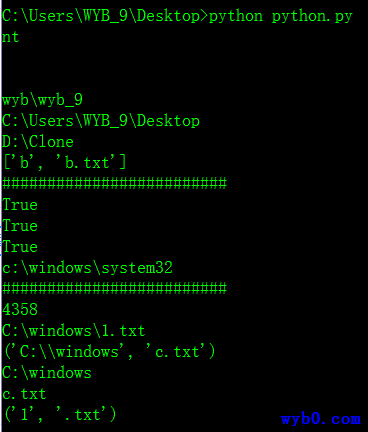 C:\Users\WYB_9\Desktop>python python.py
nt
wyb\wyb_9
C:\Users\WYB_9\Desktop
D:\Clone
['b', 'b.txt']
#########################
True
True
True
c:\windows\system32
#########################
4358
C:\windows\1.txt
('C:\\windows', 'c.txt')
C:\windows
c.txt
('1', '.txt')
wyb0.com